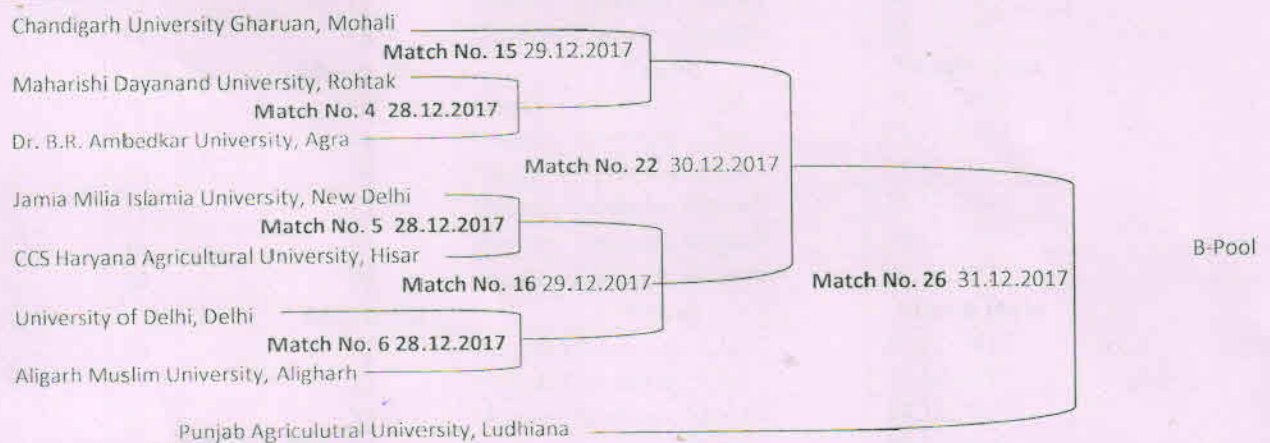 Chandigarh University Gharuan, Mohali
Match No. 15 29.12.2017
Maharishi Dayanand University, Rohtak
Match No. 4 28.12.2017
Dr. B.R. Ambedkar University, Agra
Match No. 22 30.12.2017
Jamia Milia Islamia University, New Delhi
Match No. 5 28.12.2017
CCS Haryana Agricultural University, Hisar
B-Pool
Match No. 16 29.12.2017
Match No. 26 31.12.2017
University of Delhi, Delhi
Match No. 6 28.12.2017
Aligarh Muslim University, Aligharh
Punjab Agriculutral University, Ludhiana